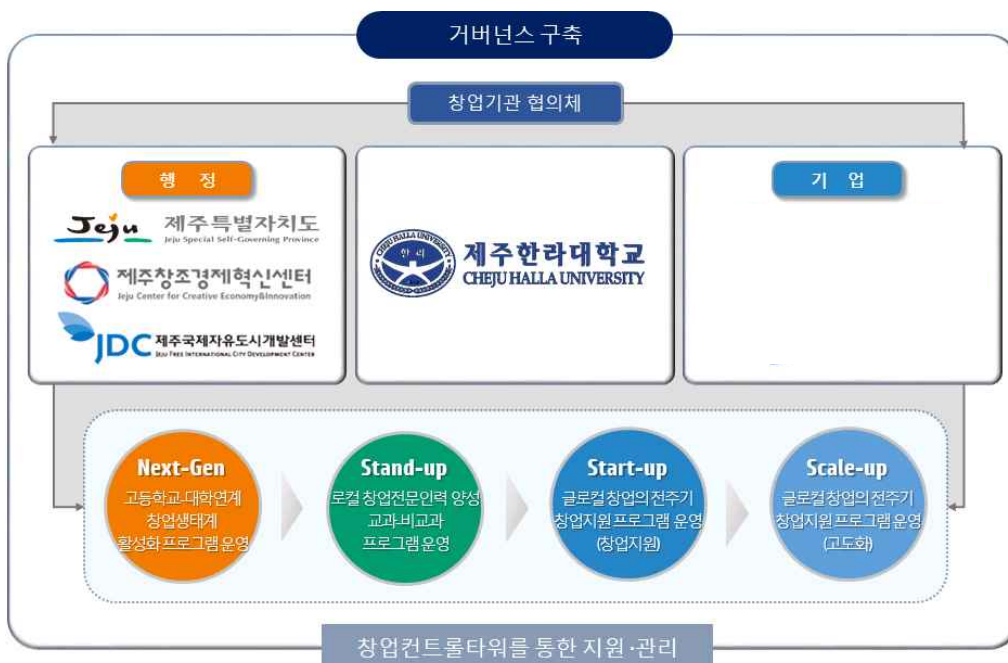 거버넌스 구축
창업기관 협의체
행 정
Jeju 제주특별자치도
Jeju Special Self-Governing Province
제주창조경제혁신센터
Jeju Center for Creative Economy&Innovation
JDC 제주국제자유도시개발센터
JEJU FREE INTERNATIONAL CITY DEVELOPMENT CENTER
CHEJU HALLA UNIVERSITY
한라
제주한라대학교
CHEJU HALLA UNIVERSITY
기 업
Next-Gen
고등학교-대학연계
창업생태계
활성화 프로그램 운영
Stand-up
로컬 창업전문인력 양성
교과-비교과
프로그램 운영
Start-up
글로컬 창업의 전주기
창업지원 프로그램 운영
(창업지원)
Scale-up
글로컬 창업의 전주기
창업지원 프로그램 운영
(고도화)
창업컨트롤타워를 통한 지원·관리